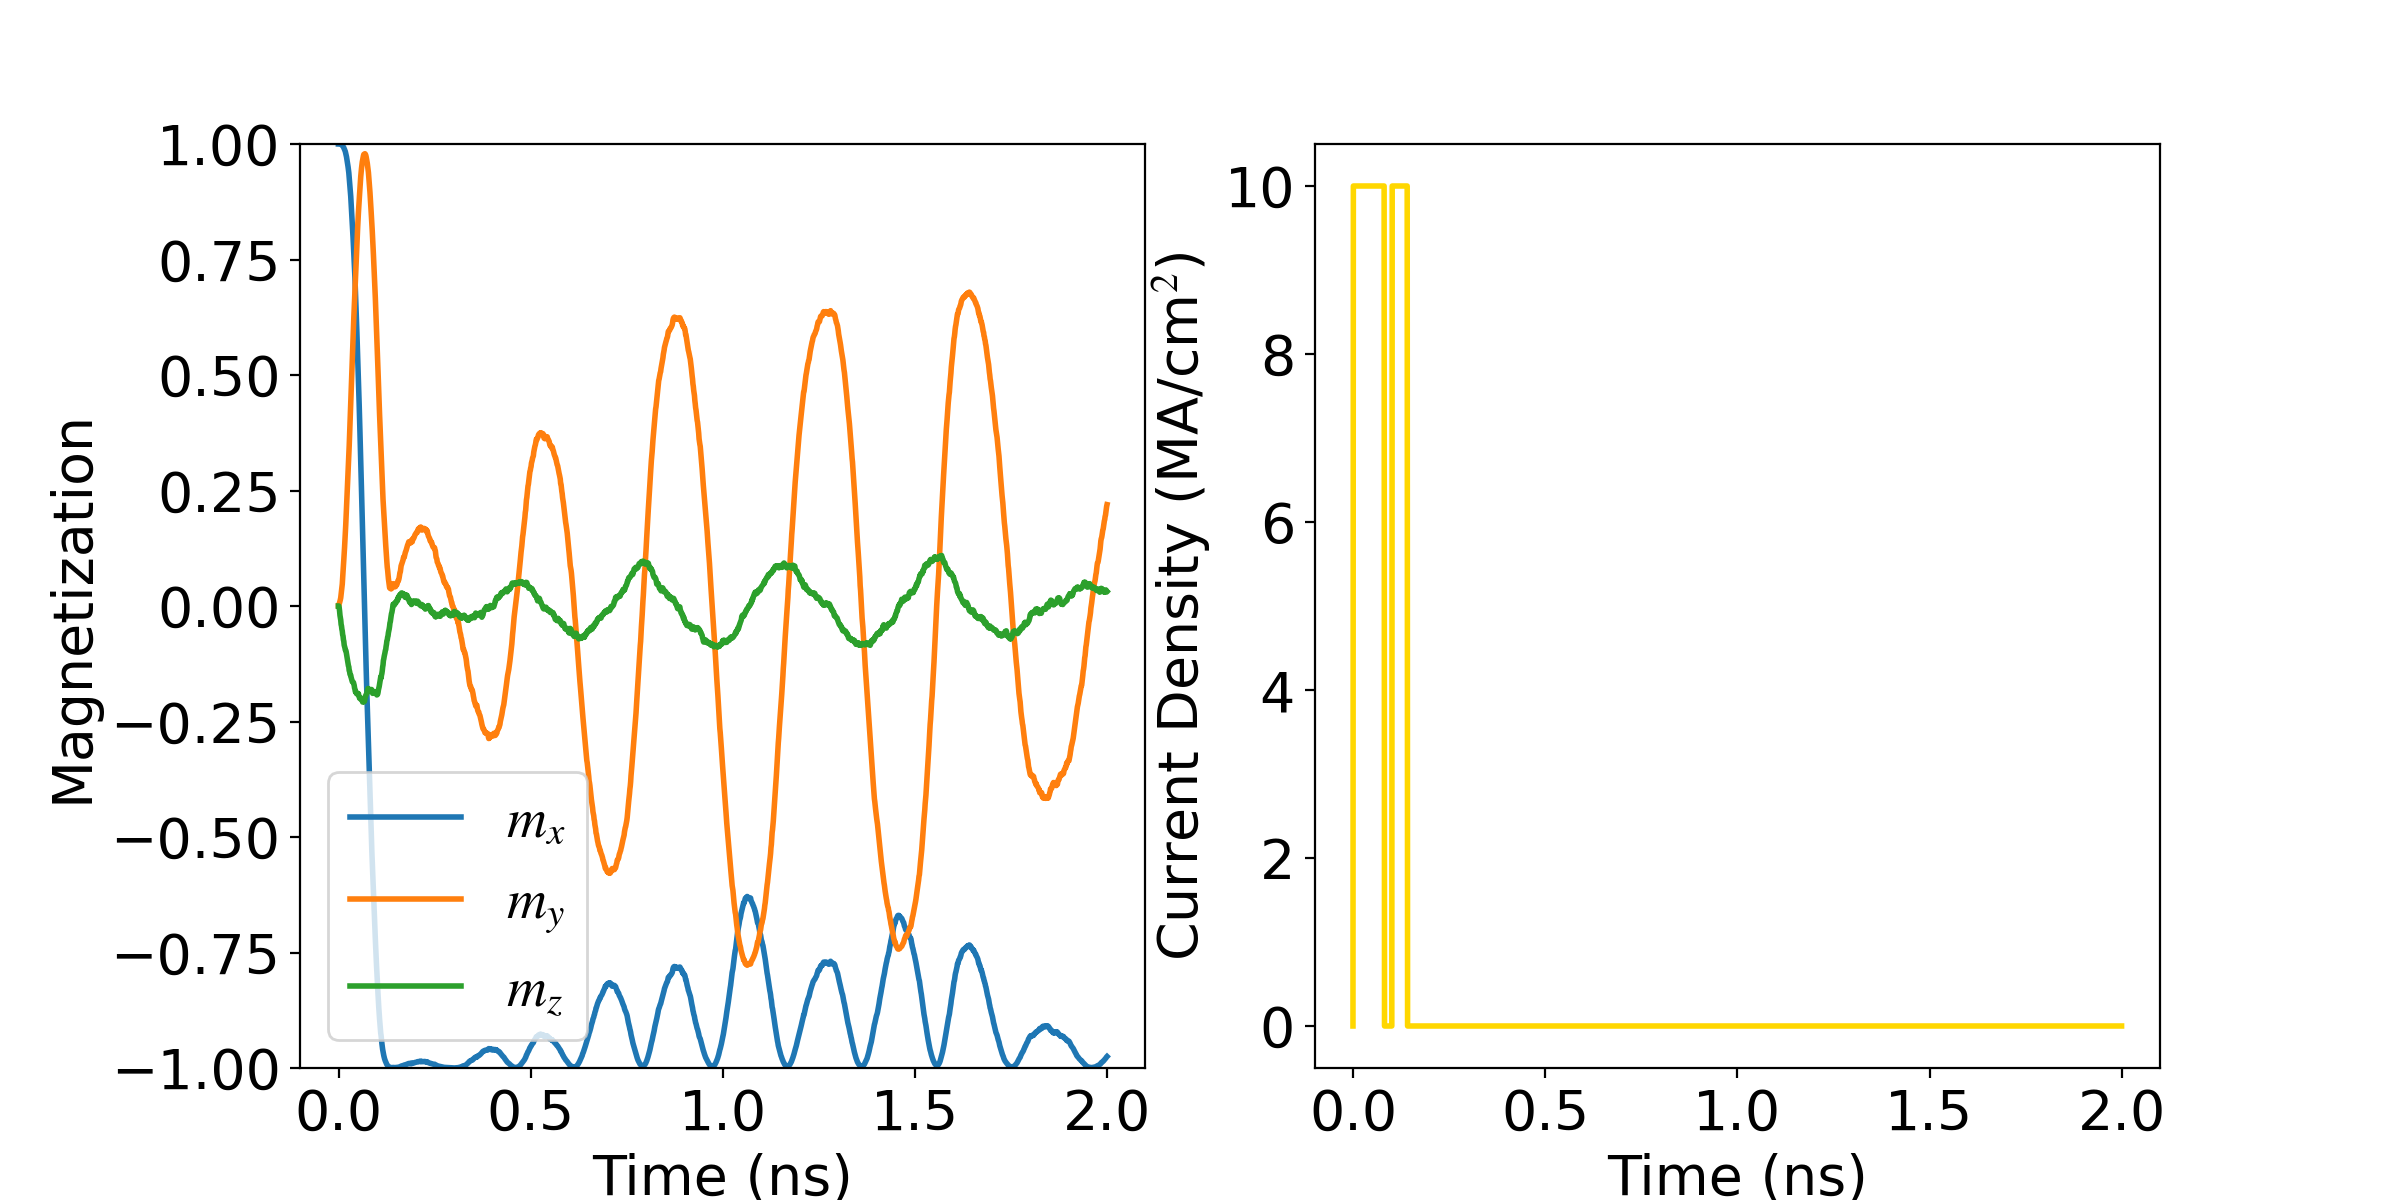 Magnetization
1.00
0.75
0.50
0.25
0.00
−0.25
−0.50
−0.75
−1.00
m_x
m_y
m_z
0.0 0.5 1.0 1.5 2.0
Time (ns)
Current Density (MA/cm²)
10
8
6
4
2
0
0.0 0.5 1.0 1.5 2.0
Time (ns)